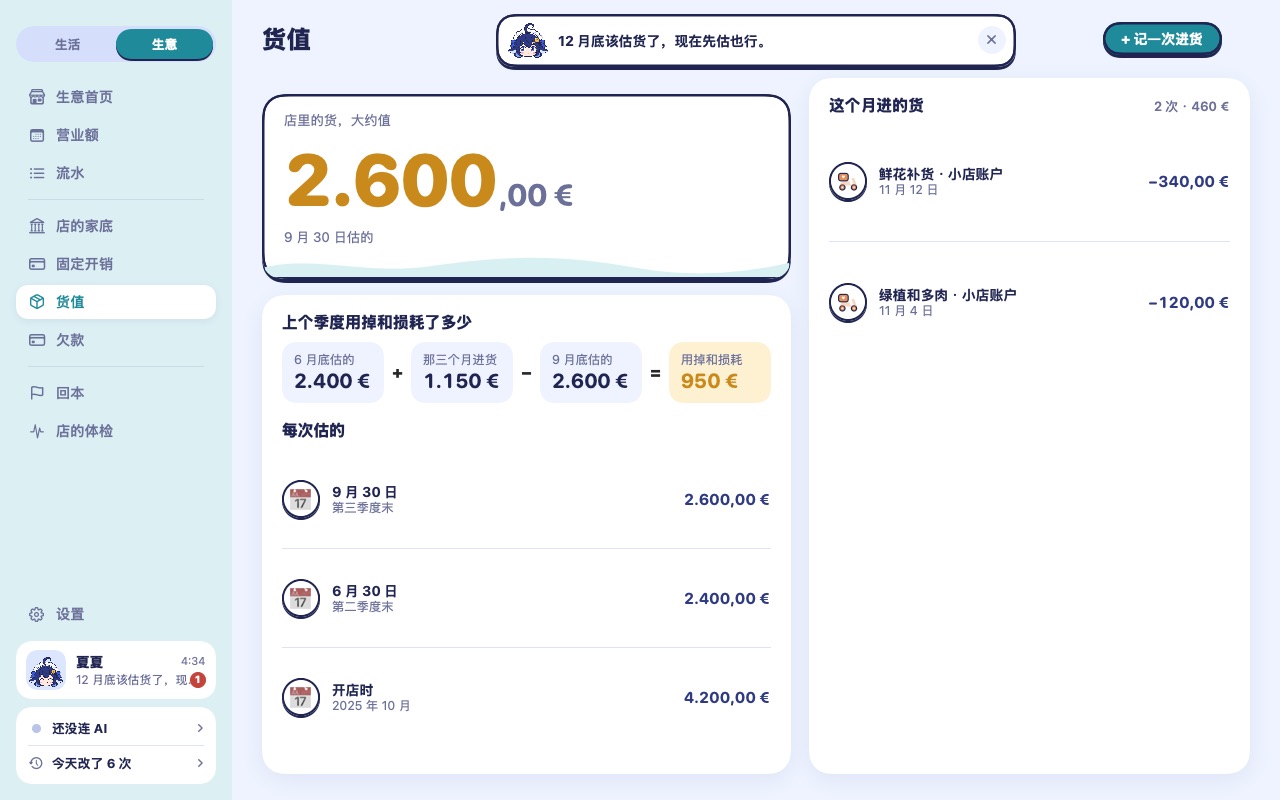 生活
生意
生意首页
营业额
流水
店的家底
固定开销
货值
欠款
回本
店的体检
设置
夏夏
4:34
12 月底该估货了，现
1
还没连 AI
今天改了 6 次
货值
12 月底该估货了，现在先估也行。
+ 记一次进货
店里的货，大约值
2.600,00 €
9 月 30 日估的
上个季度用掉和损耗了多少
6 月底估的
2.400 €
+
那三个月进货
1.150 €
−
9 月底估的
2.600 €
=
用掉和损耗
950 €
每次估的
17
9 月 30 日
第三季度末
2.600,00 €
17
6 月 30 日
第二季度末
2.400,00 €
17
开店时
2025 年 10 月
4.200,00 €
这个月进的货
2 次 · 460 €
鲜花补货 · 小店账户
11 月 12 日
−340,00 €
绿植和多肉 · 小店账户
11 月 4 日
−120,00 €